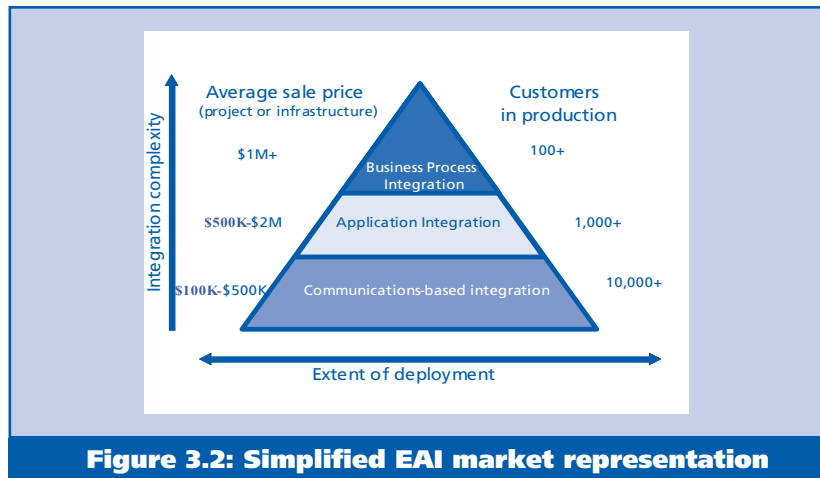 Average sale price
(project or infrastructure)
Customers
in production
Integration complexity
$1M+
Business Process
Integration
100+
$500K-$2M
Application Integration
1,000+
$100K-$500K
Communications-based integration
10,000+
Extent of deployment
Figure 3.2: Simplified EAI market representation